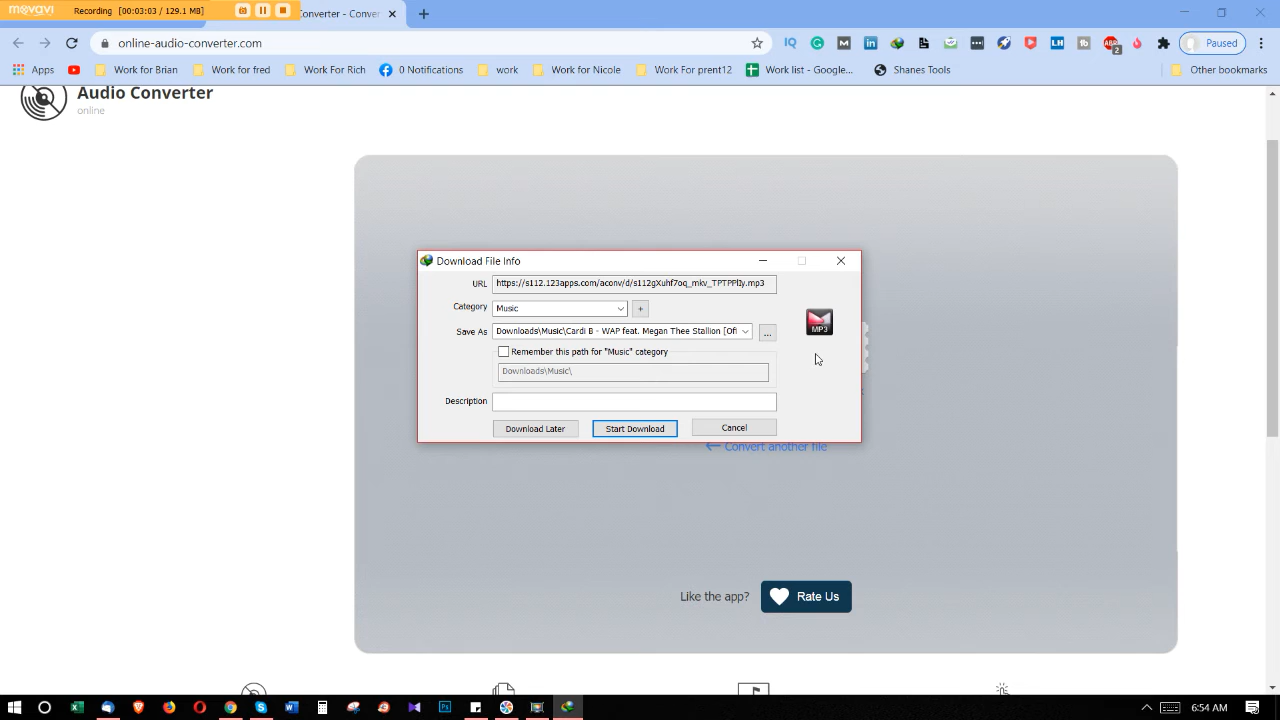 movavi Recording [00:03:03 / 129.1 MB]
Converter - Conver
online-audio-converter.com
Paused
Apps Work for Brian Work for fred Work For Rich 0 Notifications work Work for Nicole Work For prent12 Work list - Google... Shanes Tools Other bookmarks
Audio Converter
online
Download File Info
URL https://s112.123apps.com/aconv/d/s112gXuhf7oq_mkv_TPTPPlJy.mp3
Category Music +
Save As Downloads\Music\Cardi B - WAP feat. Megan Thee Stallion [Of ...
MP3
Remember this path for "Music" category
Downloads\Music\
Description
Download Later Start Download Cancel
← Convert another file
Like the app? Rate Us
6:54 AM